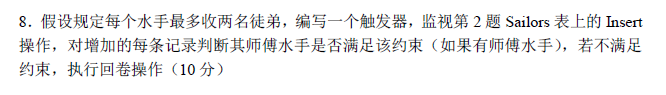 8．假设规定每个水手最多收两名徒弟，编写一个触发器，监视第 2 题 Sailors 表上的 Insert
操作，对增加的每条记录判断其师傅水手是否满足该约束（如果有师傅水手），若不满足
约束，执行回卷操作（10 分）